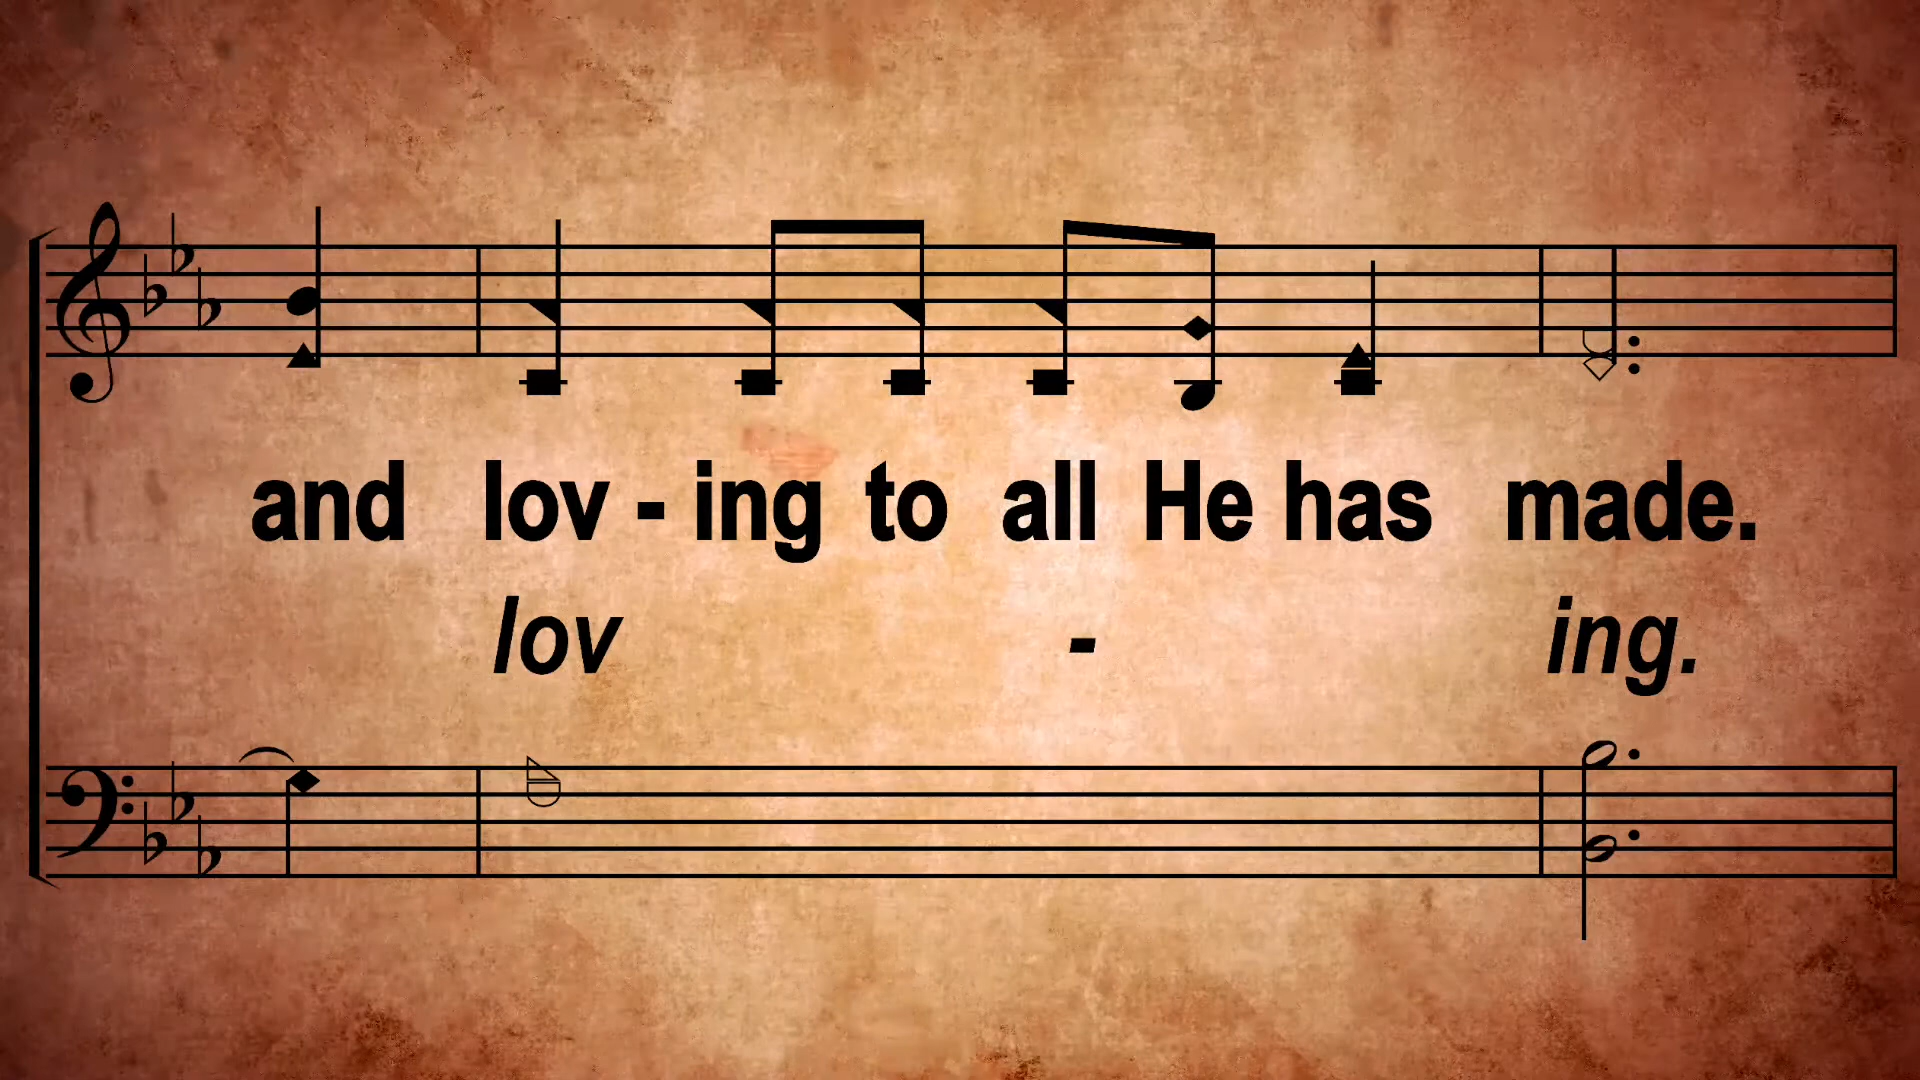 and lov - ing to all He has made.
lov - ing.